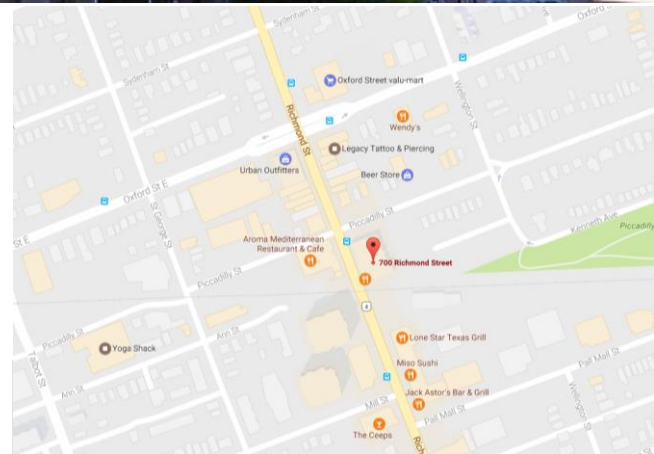 Sydenham St
Oxford St
Sydenham St
Oxford Street valu-mart
Wellington St
Richmond St
Wendy's
Legacy Tattoo & Piercing
Urban Outfitters
Beer Store
Oxford St E
St George St
Piccadilly St
Kenneth Ave
Piccadilly
St E
Aroma Mediterranean
Restaurant & Cafe
700 Richmond Street
Piccadilly St
4
Piccadilly St
Ann St
Lone Star Texas Grill
Yoga Shack
Pall Mall St
Talbot St
Miso Sushi
Ann St
Jack Astor's Bar & Grill
Wellington St
Mill St
Pall Mall St
The Ceeps
Rich